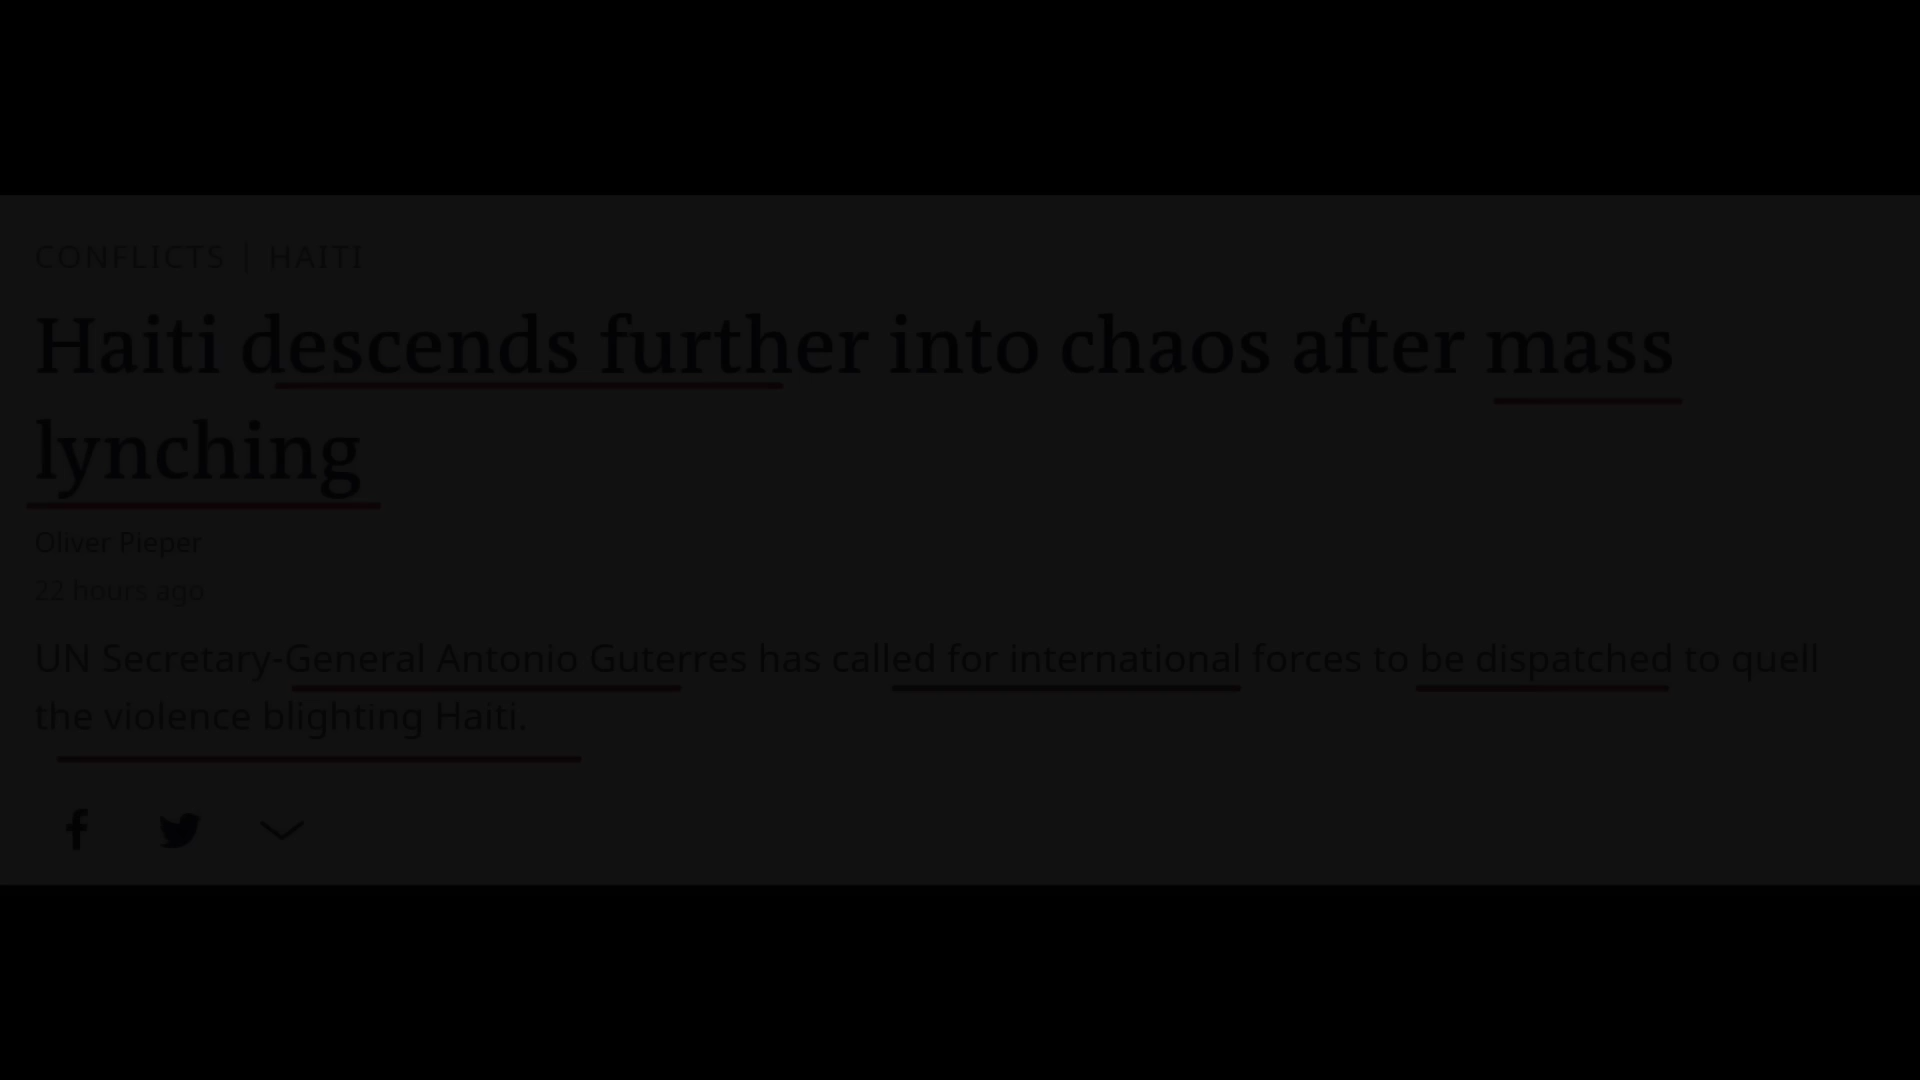 CONFLICTS | HAITI
Haiti descends further into chaos after mass
lynching
Oliver Pieper
22 hours ago
UN Secretary-General Antonio Guterres has called for international forces to be dispatched to quell
the violence blighting Haiti.